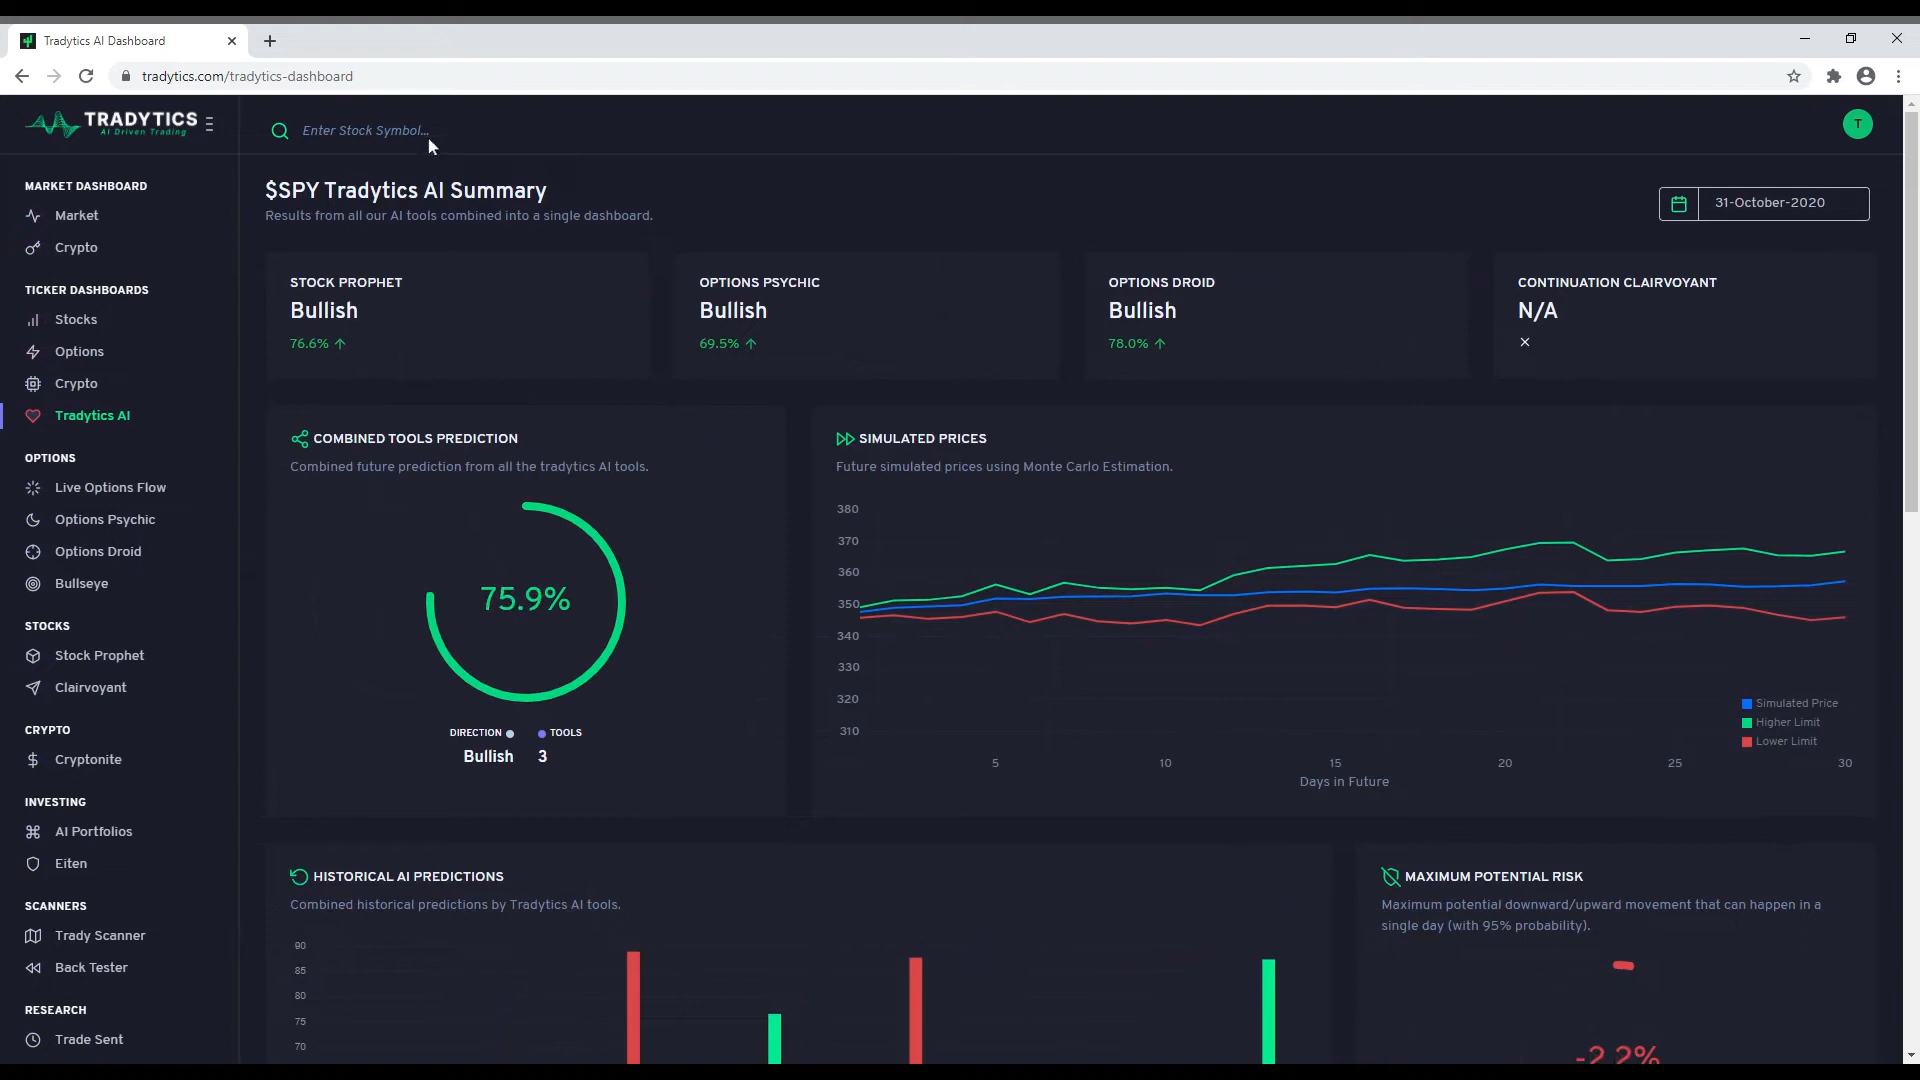 Tradytics AI Dashboard
tradytics.com/tradytics-dashboard
TRADYTICS
AI Driven Trading
Enter Stock Symbol...
T
MARKET DASHBOARD
Market
Crypto
TICKER DASHBOARDS
Stocks
Options
Crypto
Tradytics AI
OPTIONS
Live Options Flow
Options Psychic
Options Droid
Bullseye
STOCKS
Stock Prophet
Clairvoyant
CRYPTO
Cryptonite
INVESTING
AI Portfolios
Eiten
SCANNERS
Trady Scanner
Back Tester
RESEARCH
Trade Sent
$SPY Tradytics AI Summary
Results from all our AI tools combined into a single dashboard.
31-October-2020
STOCK PROPHET
Bullish
76.6%
OPTIONS PSYCHIC
Bullish
69.5%
OPTIONS DROID
Bullish
78.0%
CONTINUATION CLAIRVOYANT
N/A
COMBINED TOOLS PREDICTION
Combined future prediction from all the tradytics AI tools.
75.9%
DIRECTION TOOLS
Bullish 3
SIMULATED PRICES
Future simulated prices using Monte Carlo Estimation.
380
370
360
350
340
330
320
310
Simulated Price
Higher Limit
Lower Limit
5 10 15 20 25 30
Days in Future
HISTORICAL AI PREDICTIONS
Combined historical predictions by Tradytics AI tools.
90
85
80
75
70
MAXIMUM POTENTIAL RISK
Maximum potential downward/upward movement that can happen in a
single day (with 95% probability).
-2.2%